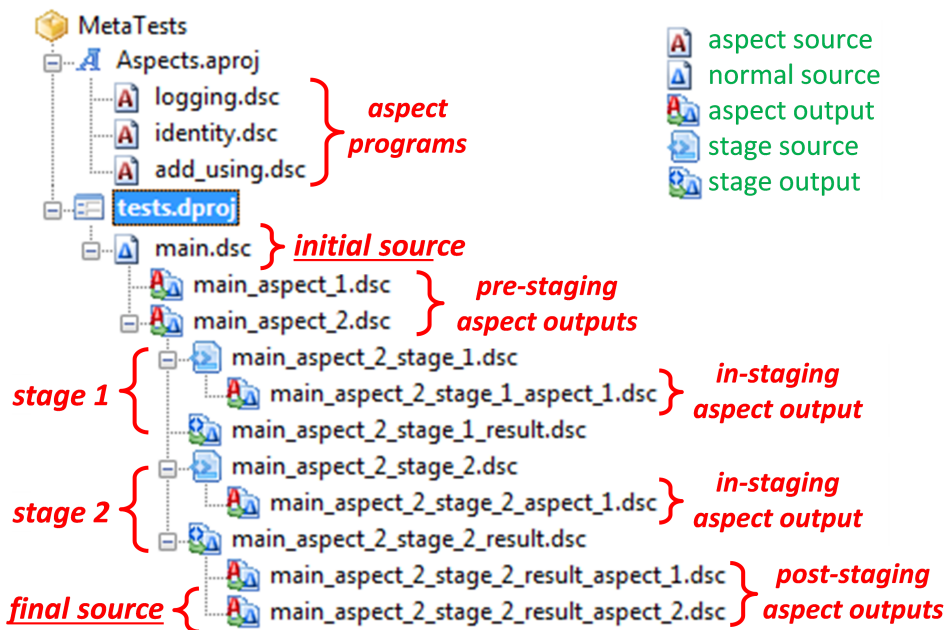 MetaTests
Aspects.aproj
logging.dsc
identity.dsc
add_using.dsc
aspect
programs
aspect source
normal source
aspect output
stage source
stage output
tests.dproj
main.dsc
initial source
main_aspect_1.dsc
main_aspect_2.dsc
pre-staging
aspect outputs
stage 1
main_aspect_2_stage_1.dsc
main_aspect_2_stage_1_aspect_1.dsc
main_aspect_2_stage_1_result.dsc
in-staging
aspect output
stage 2
main_aspect_2_stage_2.dsc
main_aspect_2_stage_2_aspect_1.dsc
main_aspect_2_stage_2_result.dsc
in-staging
aspect output
main_aspect_2_stage_2_result_aspect_1.dsc
main_aspect_2_stage_2_result_aspect_2.dsc
post-staging
aspect outputs
final source